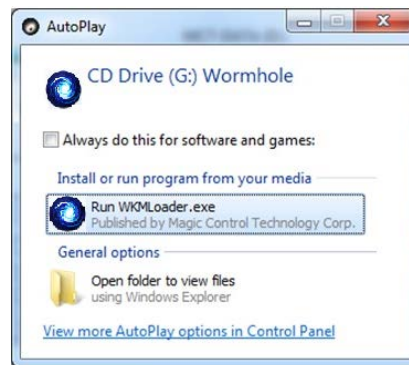 AutoPlay
CD Drive (G:) Wormhole
Always do this for software and games:
Install or run program from your media
Run WKMLoader.exe
Published by Magic Control Technology Corp.
General options
Open folder to view files
using Windows Explorer
View more AutoPlay options in Control Panel